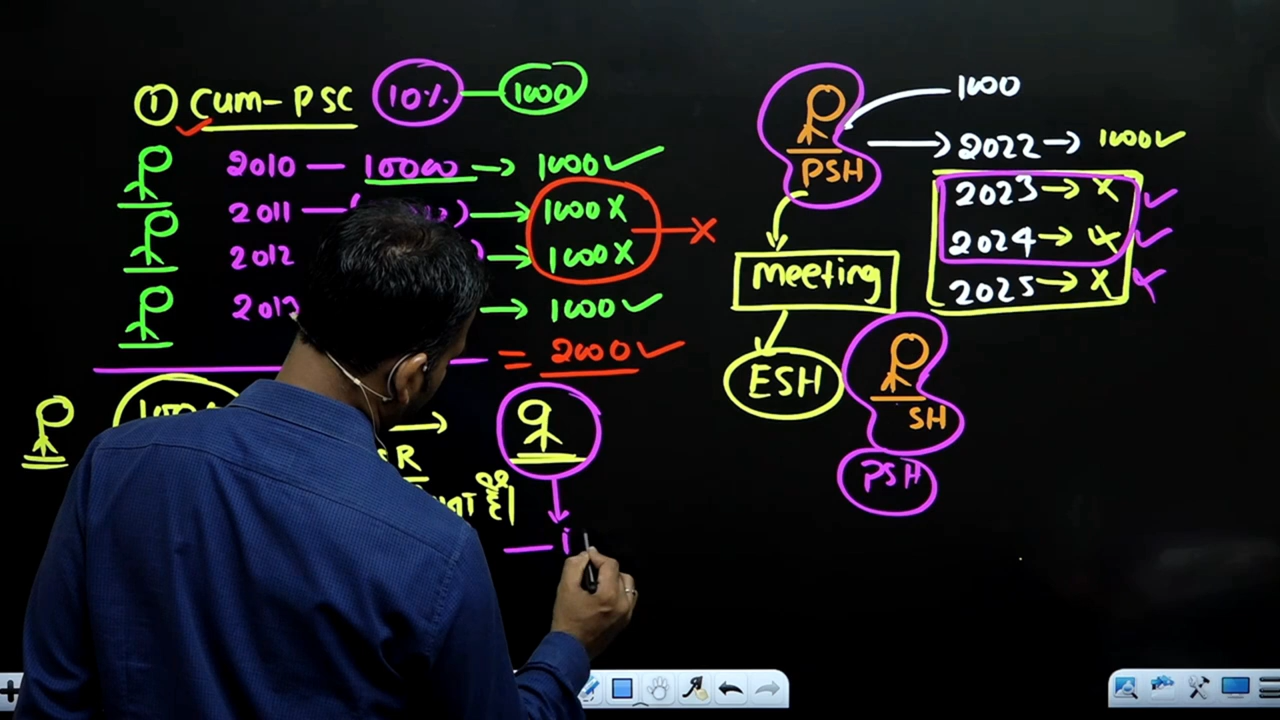 ① Cum-PSC 10% — 1000
2010 — 10000 → 1000 ✓
2011 — ( ) → 1000 X
2012 → 1000 X — X
2013 → 1000 ✓
= 2000 ✓
R
1000
PSH
2022 → 1000 ✓
2023 → X ✓
2024 → X ✓
2025 → X
Meeting
ESH
SH
PSH